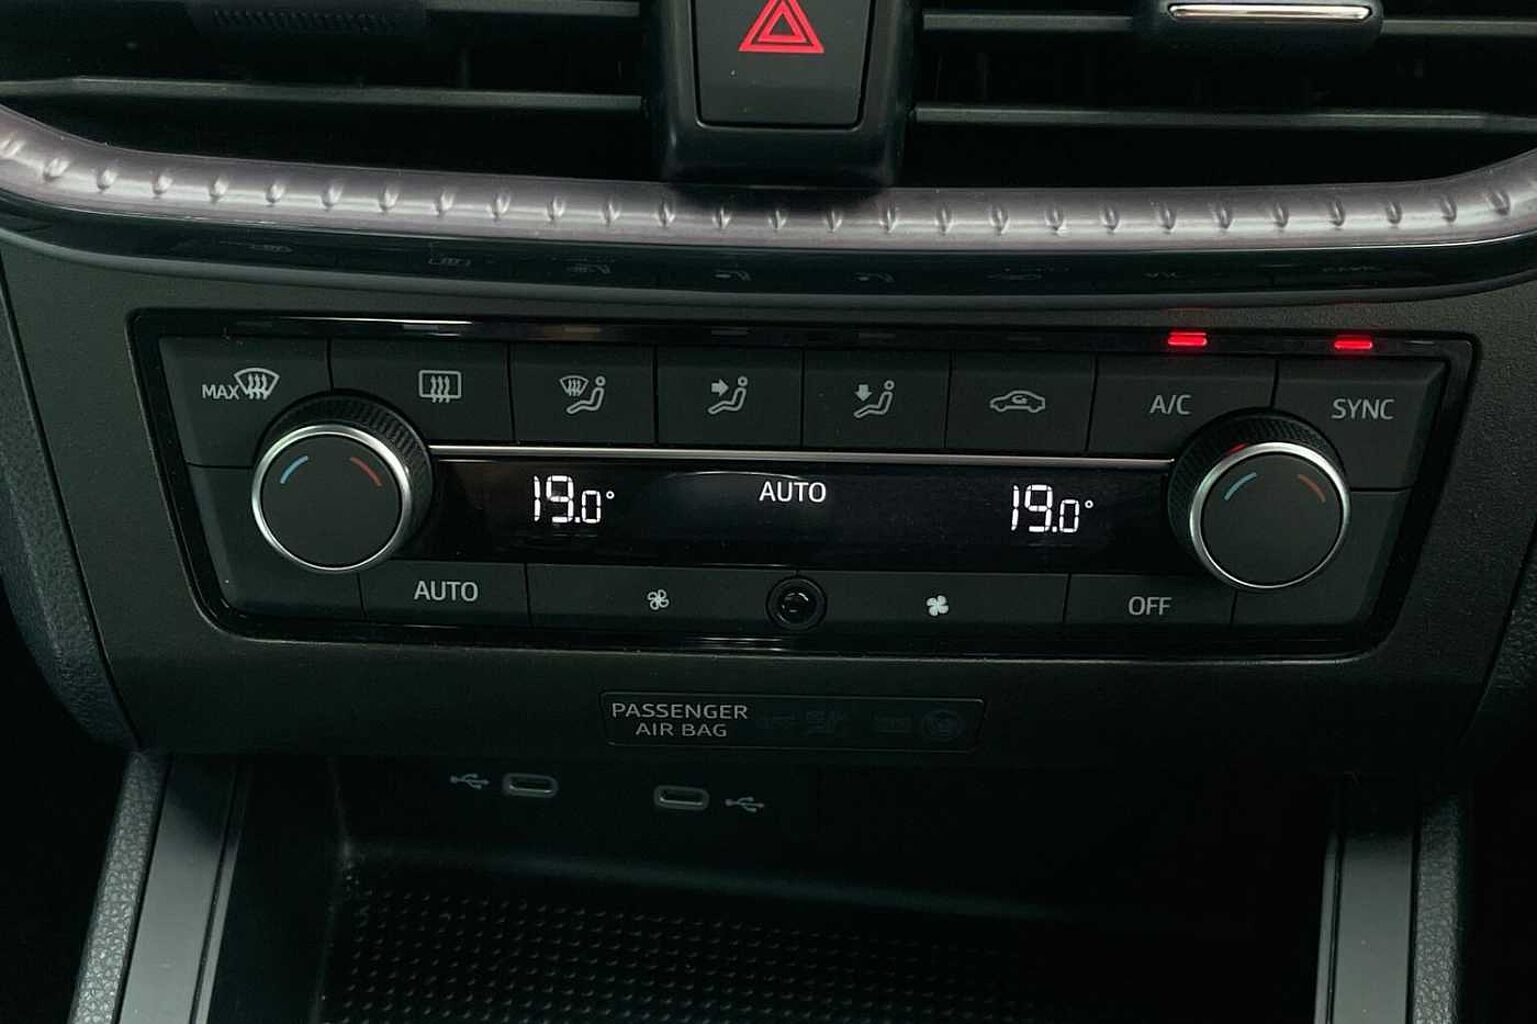 MAX
A/C
SYNC
19.0°
AUTO
19.0°
AUTO
OFF
PASSENGER
AIR BAG